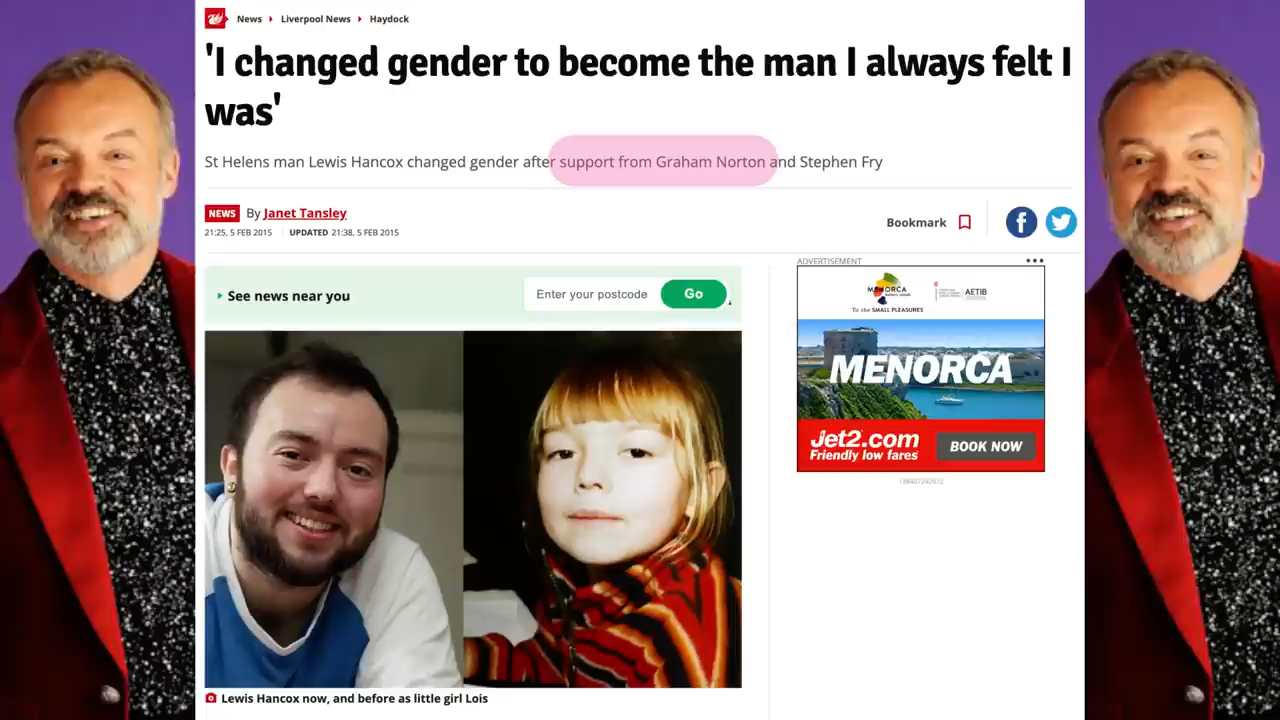 News
Liverpool News
Haydock
'I changed gender to become the man I always felt I
was'
St Helens man Lewis Hancox changed gender after support from Graham Norton and Stephen Fry
NEWS By Janet Tansley
21:25, 5 FEB 2015 UPDATED 21:38, 5 FEB 2015
Bookmark
ADVERTISEMENT
See news near you
Enter your postcode
Go
MENORCA
AETIB
To the SMALL PLEASURES
MENORCA
Jet2.com
Friendly low fares
BOOK NOW
Lewis Hancox now, and before as little girl Lois